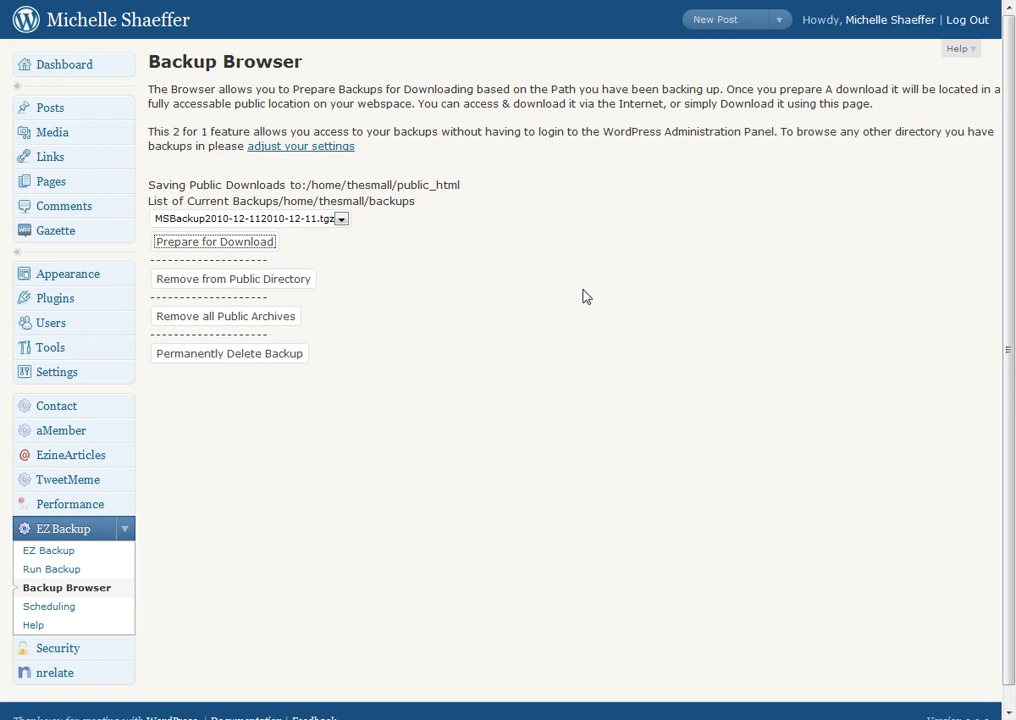 Michelle Shaeffer
New Post
Howdy, Michelle Shaeffer | Log Out
Help
Dashboard
Posts
Media
Links
Pages
Comments
Gazette
Appearance
Plugins
Users
Tools
Settings
Contact
aMember
EzineArticles
TweetMeme
Performance
EZ Backup
EZ Backup
Run Backup
Backup Browser
Scheduling
Help
Security
nrelate
Backup Browser
The Browser allows you to Prepare Backups for Downloading based on the Path you have been backing up. Once you prepare A download it will be located in a
fully accessable public location on your webspace. You can access & download it via the Internet, or simply Download it using this page.
This 2 for 1 feature allows you access to your backups without having to login to the WordPress Administration Panel. To browse any other directory you have
backups in please adjust your settings
Saving Public Downloads to:/home/thesmall/public_html
List of Current Backups/home/thesmall/backups
MSBackup2010-12-112010-12-11.tgz
Prepare for Download
--------------------
Remove from Public Directory
--------------------
Remove all Public Archives
--------------------
Permanently Delete Backup
Thank you for creating with WordPress | Documentation | Feedback